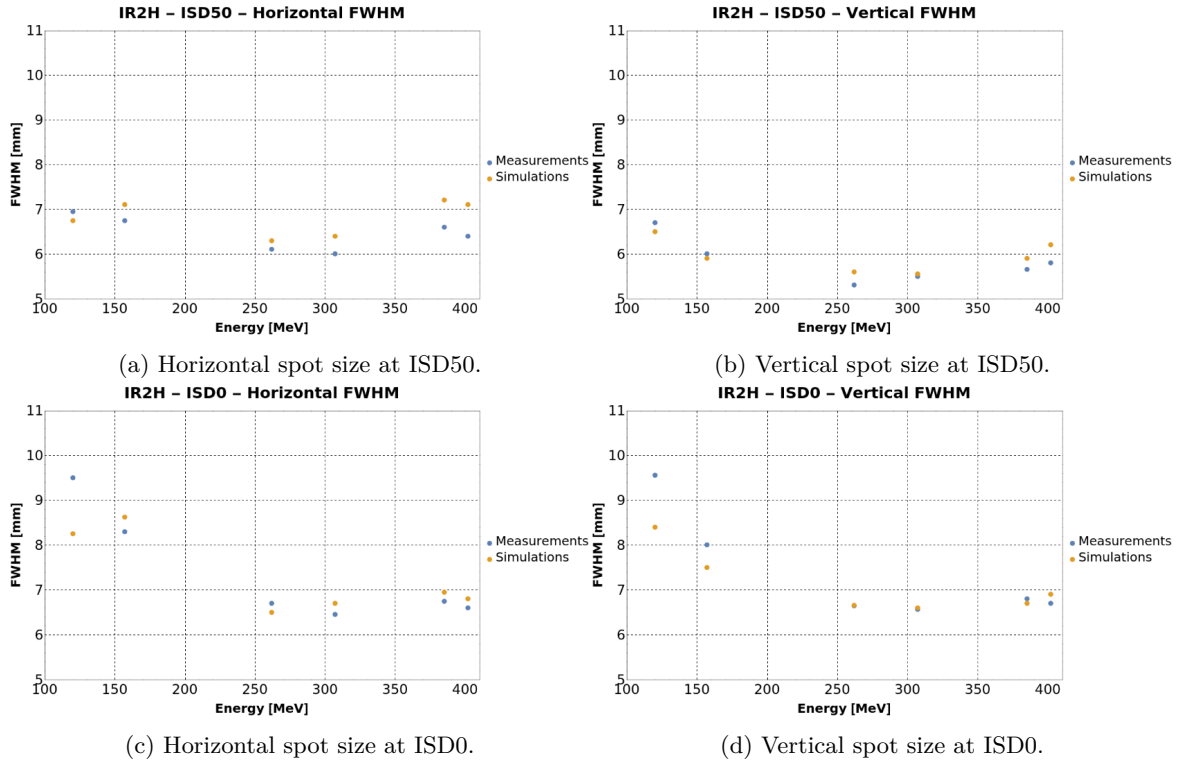 IR2H – ISD50 – Horizontal FWHM
11
10
9
8
7
6
5
FWHM [mm]
100 150 200 250 300 350 400
Energy [MeV]
Measurements
Simulations
(a) Horizontal spot size at ISD50.
IR2H – ISD50 – Vertical FWHM
11
10
9
8
7
6
5
FWHM [mm]
100 150 200 250 300 350 400
Energy [MeV]
Measurements
Simulations
(b) Vertical spot size at ISD50.
IR2H – ISD0 – Horizontal FWHM
11
10
9
8
7
6
5
FWHM [mm]
100 150 200 250 300 350 400
Energy [MeV]
Measurements
Simulations
(c) Horizontal spot size at ISD0.
IR2H – ISD0 – Vertical FWHM
11
10
9
8
7
6
5
FWHM [mm]
100 150 200 250 300 350 400
Energy [MeV]
Measurements
Simulations
(d) Vertical spot size at ISD0.